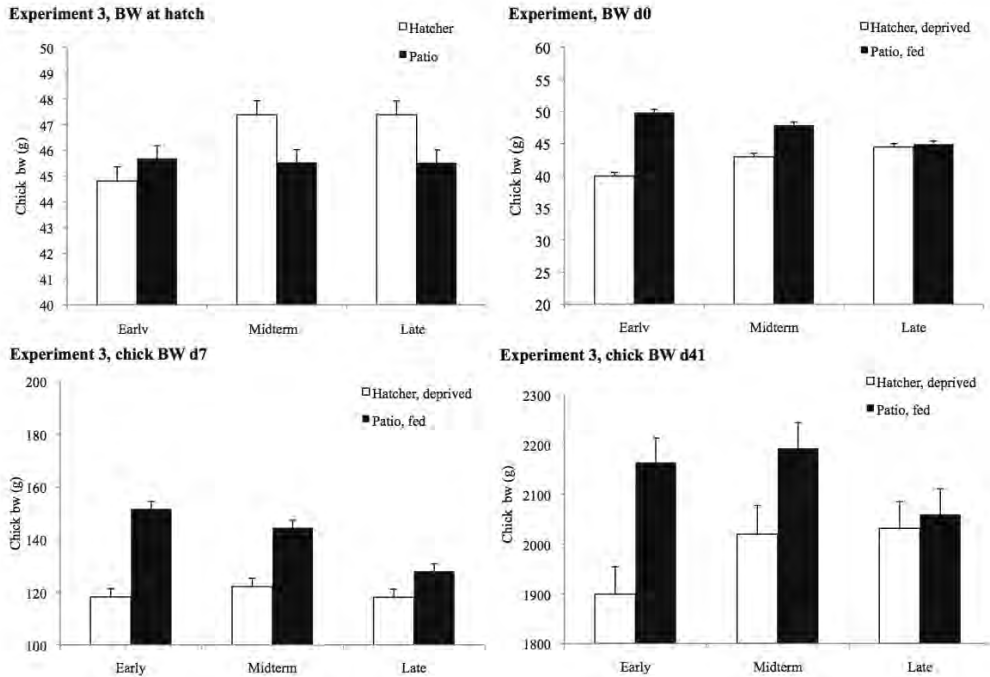 Experiment 3, BW at hatch
Hatcher
Patio
Chick bw (g)
50
49
48
47
46
45
44
43
42
41
40
Early
Midterm
Late
Experiment, BW d0
Hatcher, deprived
Patio, fed
Chick bw (g)
60
55
50
45
40
35
30
25
20
Early
Midterm
Late
Experiment 3, chick BW d7
Hatcher, deprived
Patio, fed
Chick bw (g)
200
180
160
140
120
100
Early
Midterm
Late
Experiment 3, chick BW d41
Hatcher, deprived
Patio, fed
Chick bw (g)
2300
2200
2100
2000
1900
1800
Early
Midterm
Late